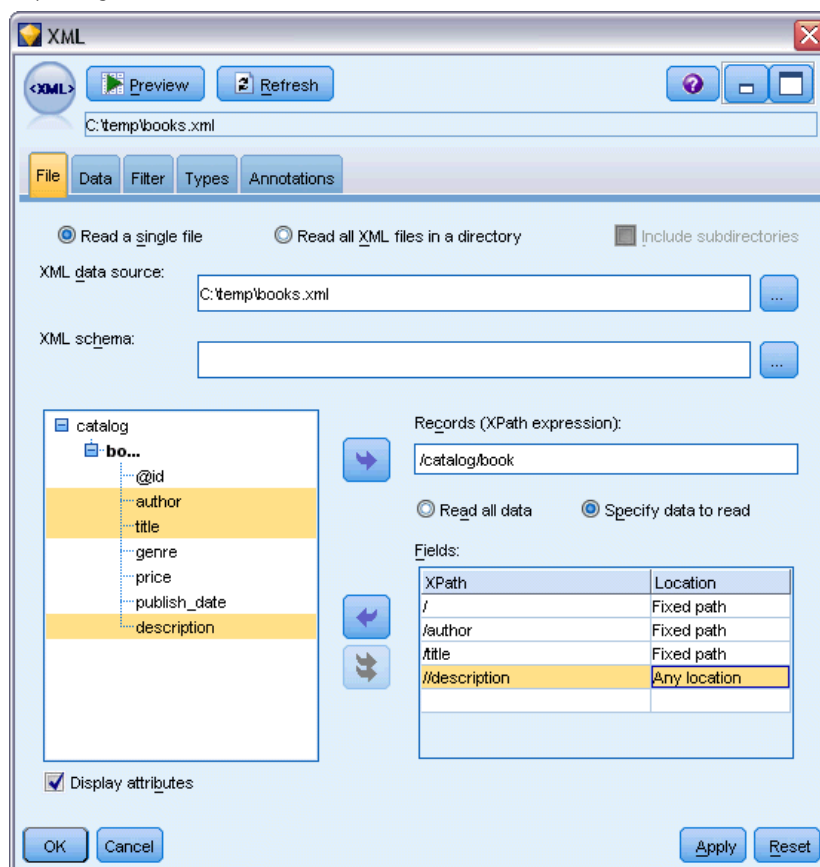 XML
<XML>
Preview
Refresh
C:\temp\books.xml
File
Data
Filter
Types
Annotations
Read a single file
Read all XML files in a directory
Include subdirectories
XML data source:
C:\temp\books.xml
...
XML schema:
...
catalog
bo...
@id
author
title
genre
price
publish_date
description
Records (XPath expression):
/catalog/book
Read all data
Specify data to read
Fields:
XPath Location
/ Fixed path
/author Fixed path
/title Fixed path
//description Any location
Display attributes
OK
Cancel
Apply
Reset